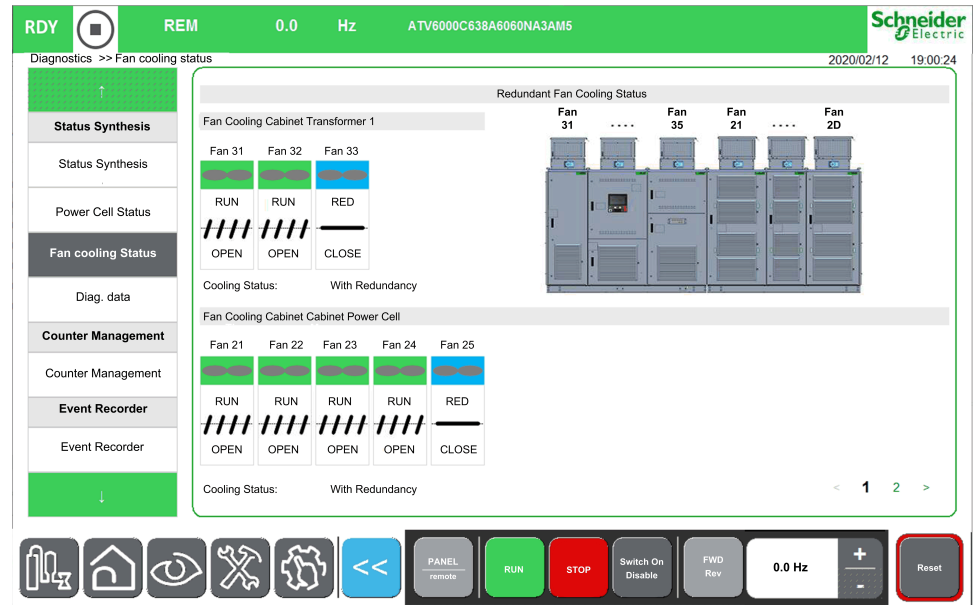 RDY REM 0.0 Hz ATV6000C638A6060NA3AM5 Schneider Electric
Diagnostics >> Fan cooling status 2020/02/12 19:00:24
↑
Status Synthesis
Status Synthesis
Power Cell Status
Fan cooling Status
Diag. data
Counter Management
Counter Management
Event Recorder
Event Recorder
↓
Redundant Fan Cooling Status
Fan Cooling Cabinet Transformer 1
Fan 31 Fan 32 Fan 33
RUN RUN RED
OPEN OPEN CLOSE
Cooling Status: With Redundancy
Fan Fan Fan Fan
31 .... 35 21 .... 2D
Fan Cooling Cabinet Cabinet Power Cell
Fan 21 Fan 22 Fan 23 Fan 24 Fan 25
RUN RUN RUN RUN RED
OPEN OPEN OPEN OPEN CLOSE
Cooling Status: With Redundancy
< 1 2 >
<<
PANEL
remote
RUN
STOP
Switch On
Disable
FWD
Rev
0.0 Hz
+
-
Reset